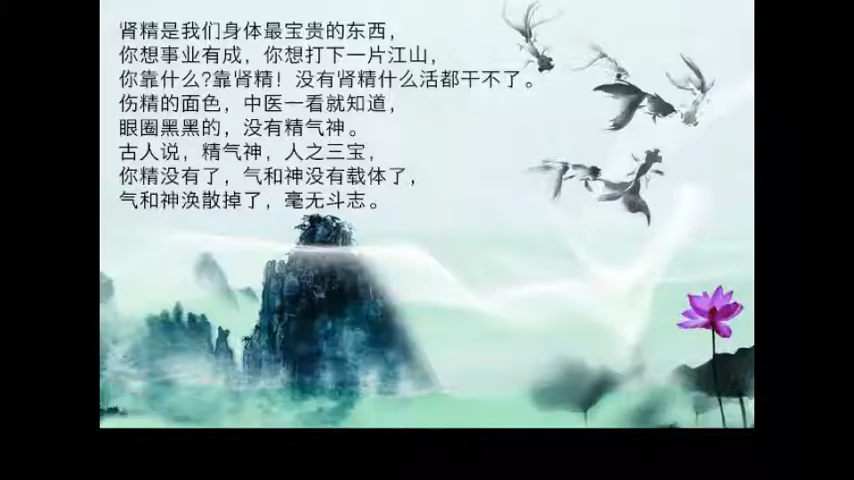 肾精是我们身体最宝贵的东西，
你想事业有成，你想打下一片江山，
你靠什么?靠肾精！没有肾精什么活都干不了。
伤精的面色，中医一看就知道，
眼圈黑黑的，没有精气神。
古人说，精气神，人之三宝，
你精没有了，气和神没有载体了，
气和神涣散掉了，毫无斗志。